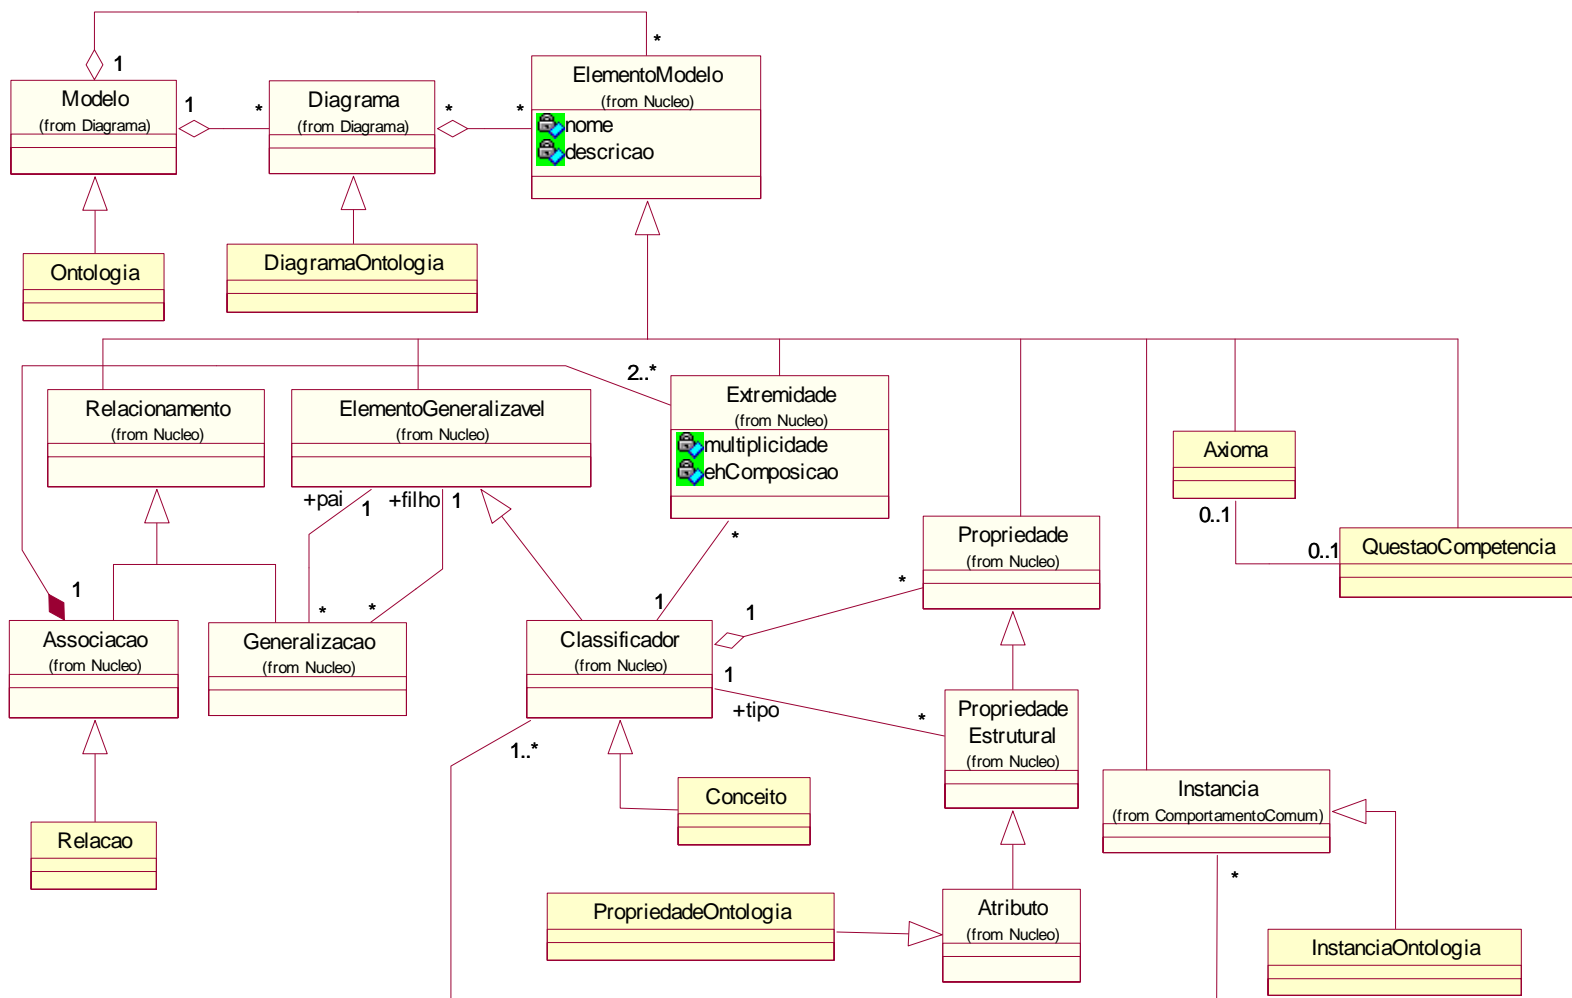 1
*
Modelo
(from Diagrama)
1
*
Diagrama
(from Diagrama)
*
*
ElementoModelo
(from Nucleo)
nome
descricao
Ontologia
DiagramaOntologia
2..*
Relacionamento
(from Nucleo)
ElementoGeneralizavel
(from Nucleo)
Extremidade
(from Nucleo)
multiplicidade
ehComposicao
Axioma
0..1
0..1
QuestaoCompetencia
+pai
1
+filho
1
*
Propriedade
(from Nucleo)
1
*
*
1
1
*
Associacao
(from Nucleo)
Generalizacao
(from Nucleo)
Classificador
(from Nucleo)
1
+tipo
*
1..*
Propriedade
Estrutural
(from Nucleo)
Conceito
Instancia
(from ComportamentoComum)
*
Relacao
PropriedadeOntologia
Atributo
(from Nucleo)
InstanciaOntologia